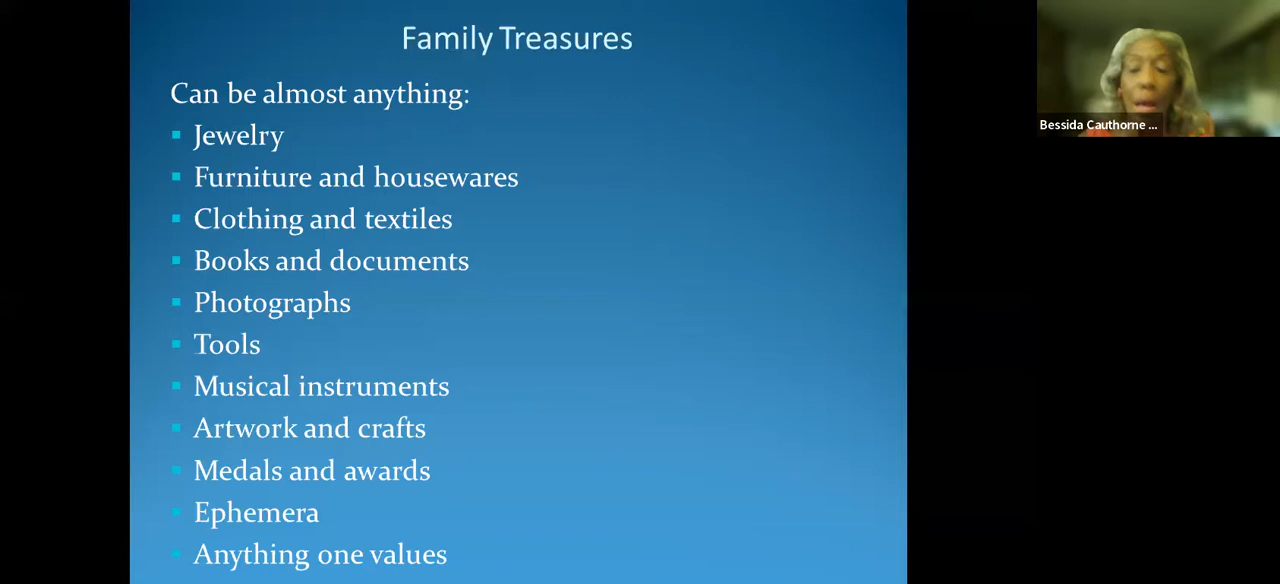 Family Treasures
Can be almost anything:
Jewelry
Furniture and housewares
Clothing and textiles
Books and documents
Photographs
Tools
Musical instruments
Artwork and crafts
Medals and awards
Ephemera
Anything one values
Bessida Cauthorne ...